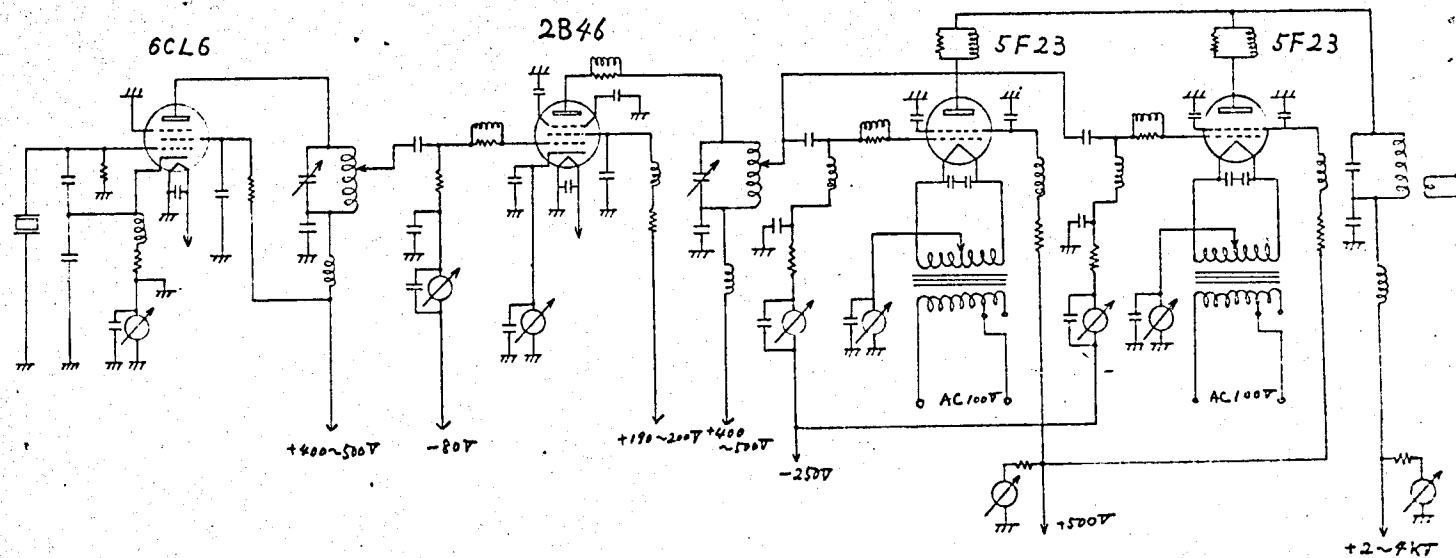 6CL6
2B46
5F23
5F23
AC100V
AC100V
+400~500V
-80V
+190~200V
+400
~500V
-250V
+500V
+2~4KV